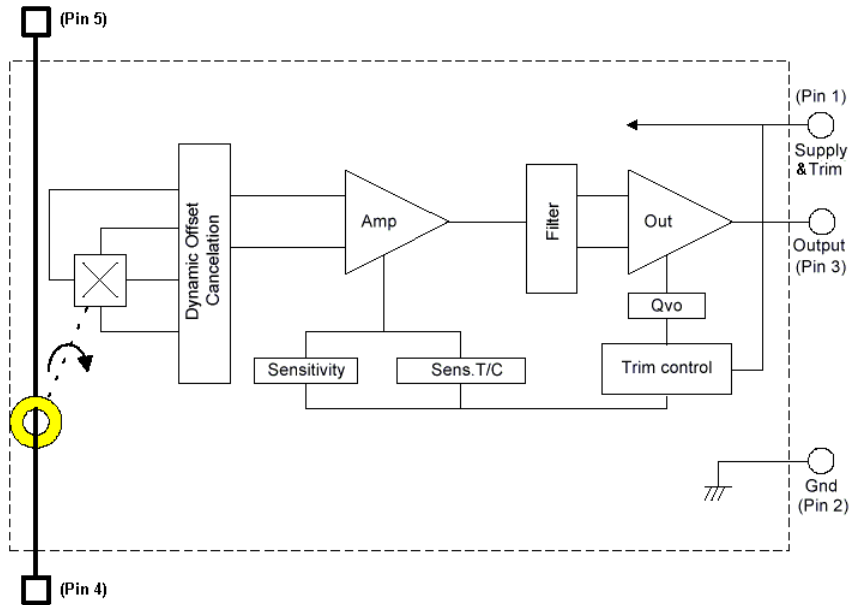 (Pin 5)
(Pin 1)
Supply
&Trim
Dynamic Offset
Cancelation
Amp
Filter
Out
Output
(Pin 3)
Qvo
Sensitivity
Sens.T/C
Trim control
Gnd
(Pin 2)
(Pin 4)